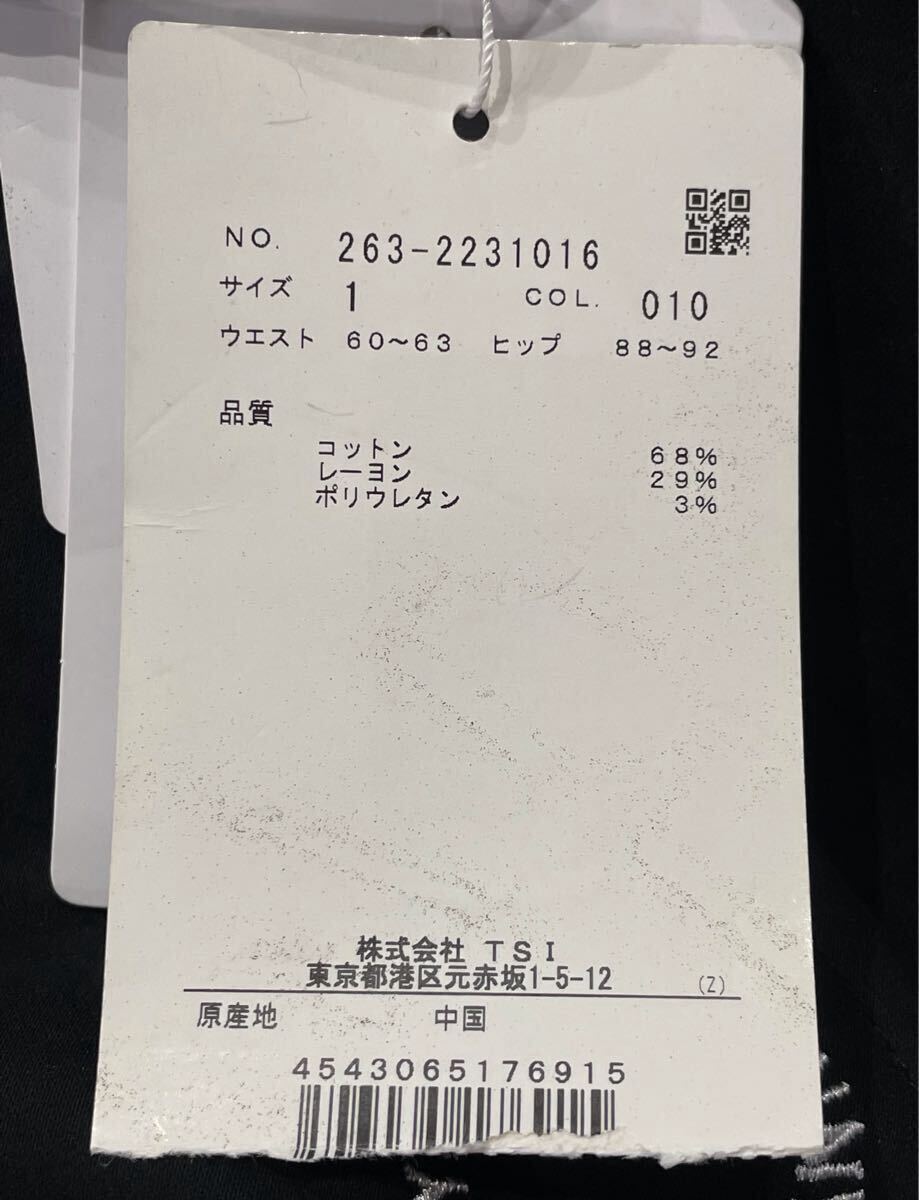 NO. 263-2231016
サイズ 1 COL. 010
ウエスト 60〜63 ヒップ 88〜92
品質
コットン 68%
レーヨン 29%
ポリウレタン 3%
株式会社 TSI
東京都港区元赤坂1-5-12 (Z)
原産地 中国
4543065176915